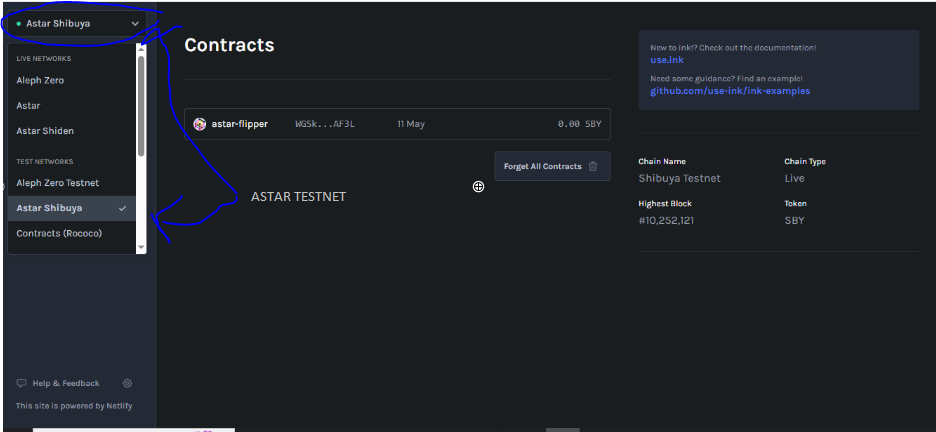 Astar Shibuya
LIVE NETWORKS
Aleph Zero
Astar
Astar Shiden
TEST NETWORKS
Aleph Zero Testnet
Astar Shibuya
Contracts (Rococo)
Help & Feedback
This site is powered by Netlify
Contracts
astar-flipper WGSk...AF3L 11 May 0.00 SBY
Forget All Contracts
ASTAR TESTNET
New to ink!? Check out the documentation!
use.ink
Need some guidance? Find an example!
github.com/use-ink/ink-examples
Chain Name Chain Type
Shibuya Testnet Live
Highest Block Token
#10,252,121 SBY